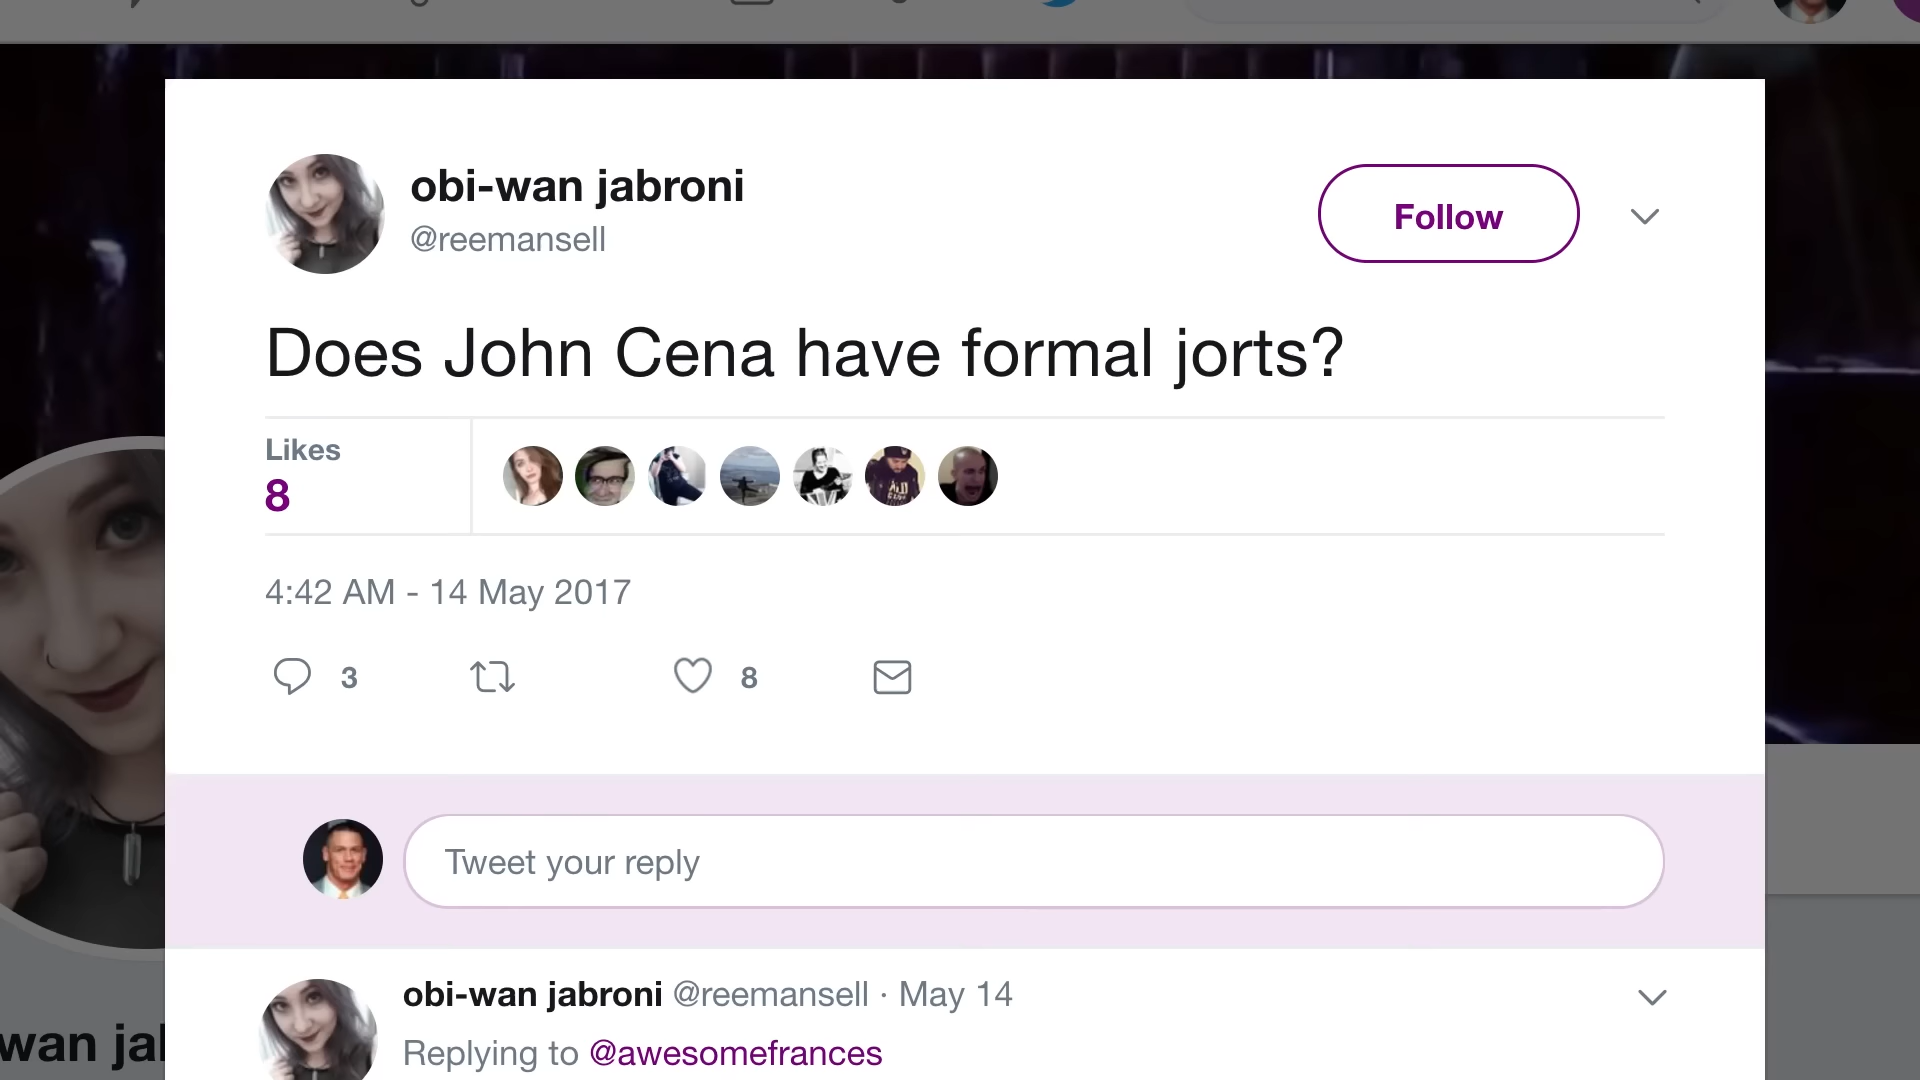 obi-wan jabroni
@reemansell
Follow
Does John Cena have formal jorts?
Likes
8
4:42 AM - 14 May 2017
3
8
Tweet your reply
obi-wan jabroni @reemansell · May 14
Replying to @awesomefrances
wan jal